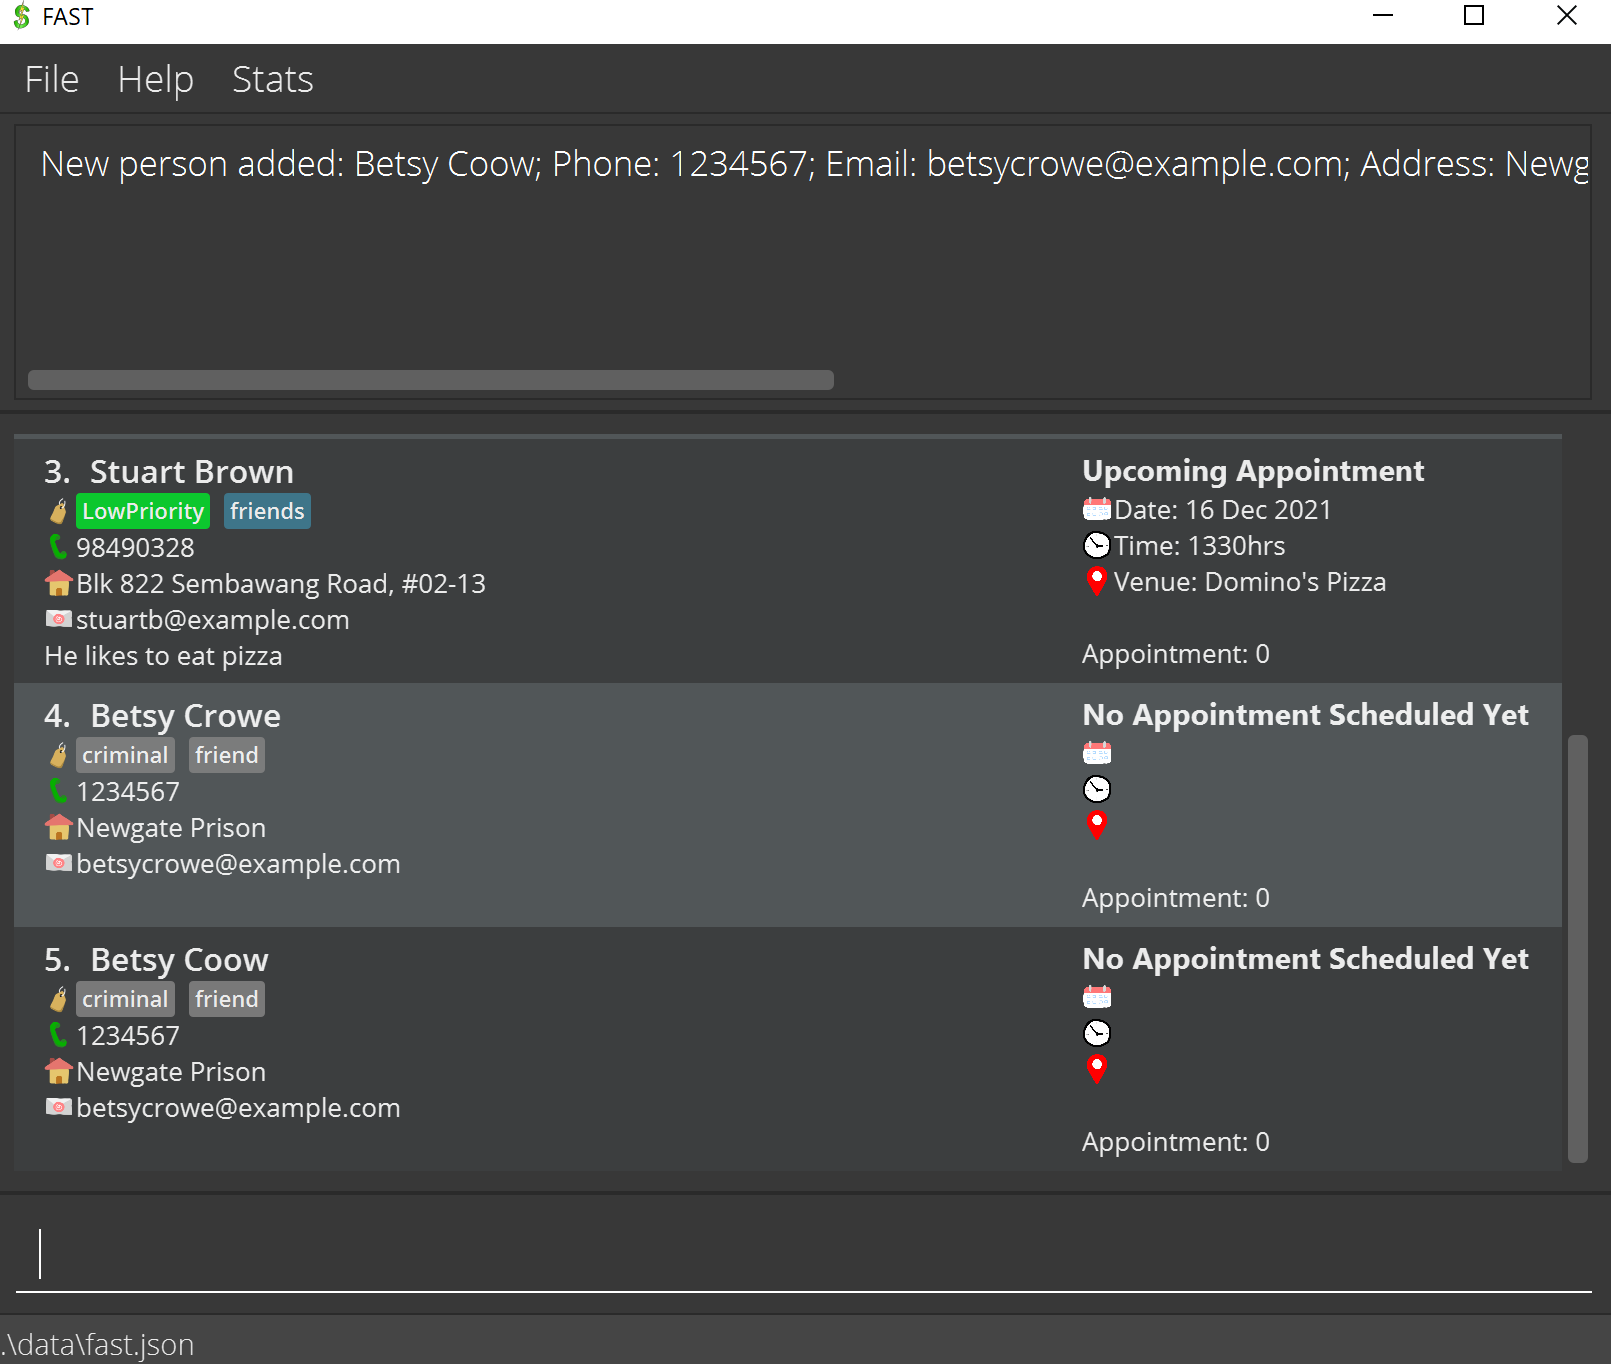 FAST
File Help Stats
New person added: Betsy Coow; Phone: 1234567; Email: betsycrowe@example.com; Address: Newg
3. Stuart Brown
LowPriority friends
98490328
Blk 822 Sembawang Road, #02-13
stuartb@example.com
He likes to eat pizza
Upcoming Appointment
Date: 16 Dec 2021
Time: 1330hrs
Venue: Domino's Pizza
Appointment: 0
4. Betsy Crowe
criminal friend
1234567
Newgate Prison
betsycrowe@example.com
No Appointment Scheduled Yet
Appointment: 0
5. Betsy Coow
criminal friend
1234567
Newgate Prison
betsycrowe@example.com
No Appointment Scheduled Yet
Appointment: 0
.\data\fast.json